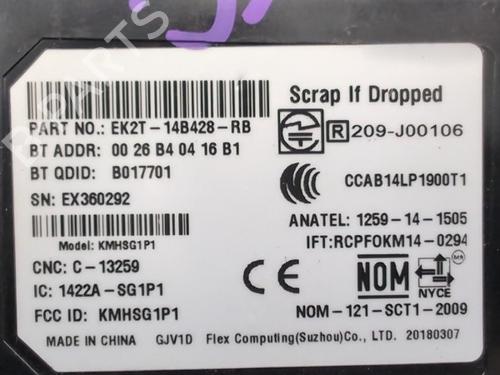 Scrap If Dropped
PART NO.: EK2T-14B428-RB
R 209-J00106
BT ADDR: 00 26 B4 04 16 B1
BT QDID: B017701
CCAB14LP1900T1
SN: EX360292
ANATEL: 1259-14-1505
Model: KMHSG1P1
IFT:RCPFOKM14-0294
CNC: C-13259
NOM
NYCE
IC: 1422A-SG1P1
CE
FCC ID: KMHSG1P1
NOM-121-SCT1-2009
MADE IN CHINA GJV1D Flex Computing(Suzhou)Co., LTD. 20180307